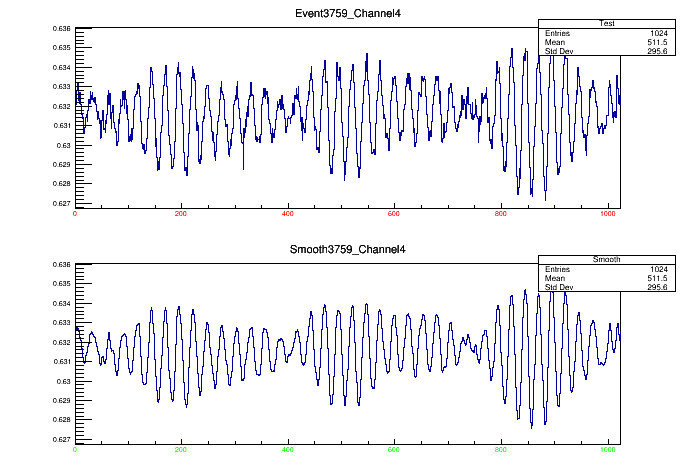 Event3759_Channel4
Test
Entries 1024
Mean 511.5
Std Dev 295.6
0.636
0.635
0.634
0.633
0.632
0.631
0.63
0.629
0.628
0.627
0 200 400 600 800 1000
Smooth3759_Channel4
Smooth
Entries 1024
Mean 511.5
Std Dev 295.6
0.636
0.635
0.634
0.633
0.632
0.631
0.63
0.629
0.628
0.627
0 200 400 600 800 1000